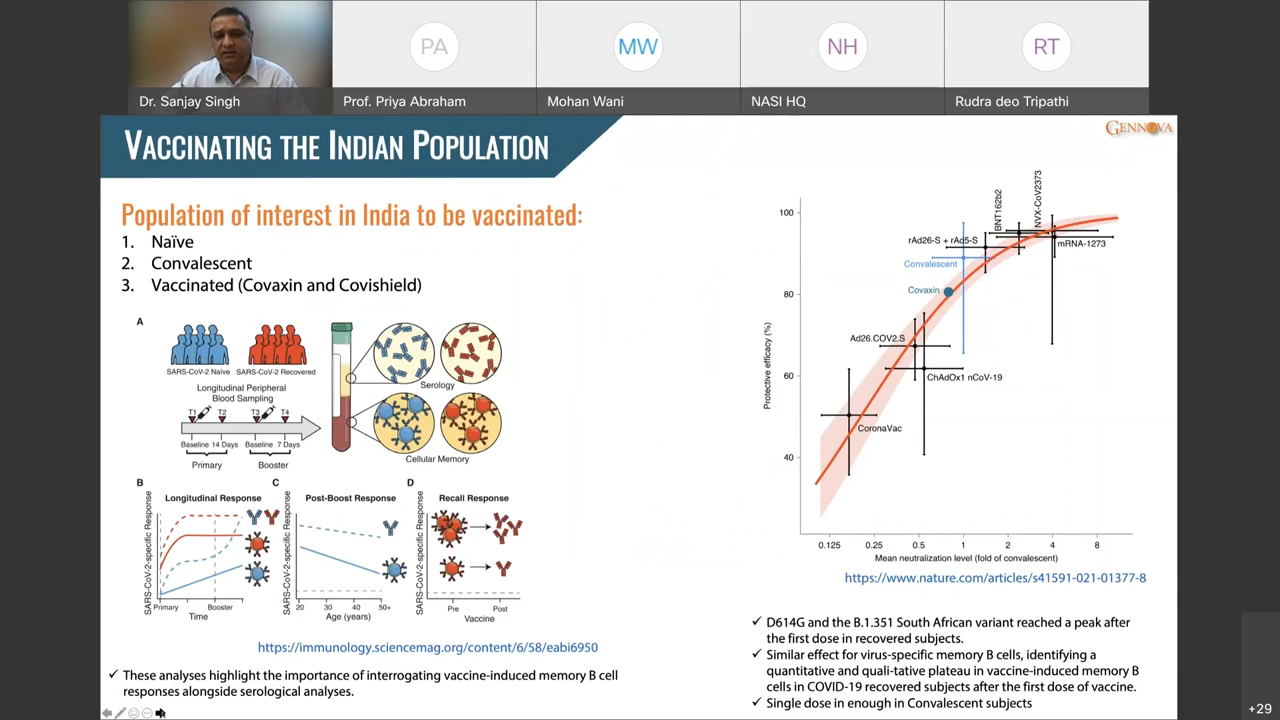 PA
MW
NH
RT
Dr. Sanjay Singh
Prof. Priya Abraham
Mohan Wani
NASI HQ
Rudra deo Tripathi
VACCINATING THE INDIAN POPULATION
GENNOVA
Population of interest in India to be vaccinated:
1. Naïve
2. Convalescent
3. Vaccinated (Covaxin and Covishield)
A
SARS-CoV-2 Naive
SARS-CoV-2 Recovered
Longitudinal Peripheral
Blood Sampling
T1
T2
T3
T4
Baseline 14 Days
Baseline 7 Days
Primary
Booster
Serology
Cellular Memory
B
Longitudinal Response
SARS-CoV-2-specific Response
Primary
Booster
Time
C
Post-Boost Response
SARS-CoV-2-specific Response
20
30
40
50+
Age (years)
D
Recall Response
SARS-CoV-2-specific Response
Pre
Post
Vaccine
https://immunology.sciencemag.org/content/6/58/eabi6950
✓ These analyses highlight the importance of interrogating vaccine-induced memory B cell
responses alongside serological analyses.
Protective efficacy (%)
100
80
60
40
BNT162b2
NVX-CoV2373
rAd26-S + rAd5-S
mRNA-1273
Convalescent
Covaxin
Ad26.COV2.S
ChAdOx1 nCoV-19
CoronaVac
0.125
0.25
0.5
1
2
4
8
Mean neutralization level (fold of convalescent)
https://www.nature.com/articles/s41591-021-01377-8
✓ D614G and the B.1.351 South African variant reached a peak after
the first dose in recovered subjects.
✓ Similar effect for virus-specific memory B cells, identifying a
quantitative and quali-tative plateau in vaccine-induced memory B
cells in COVID-19 recovered subjects after the first dose of vaccine.
✓ Single dose in enough in Convalescent subjects
+29